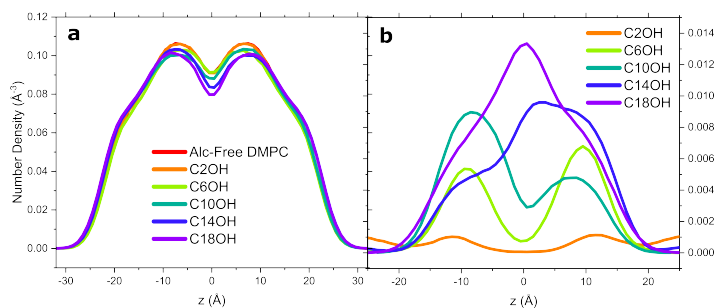 a
Number Density (Å⁻³)
0.12
0.10
0.08
0.06
0.04
0.02
0.00
Alc-Free DMPC
C2OH
C6OH
C10OH
C14OH
C18OH
-30 -20 -10 0 10 20 30
z (Å)
b
C2OH
C6OH
C10OH
C14OH
C18OH
0.014
0.012
0.010
0.008
0.006
0.004
0.002
0.000
-20 -10 0 10 20
z (Å)